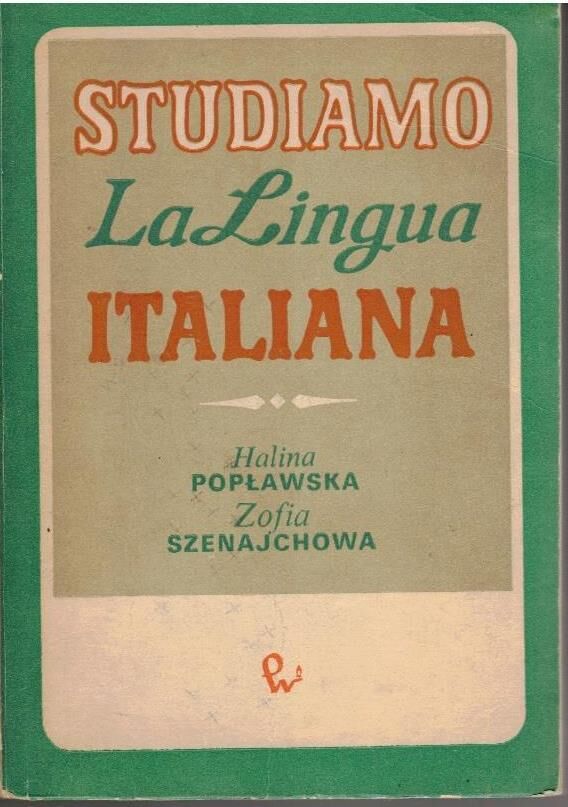 STUDIAMO
La Lingua
ITALIANA
Halina
POPŁAWSKA
Zofia
SZENAJCHOWA